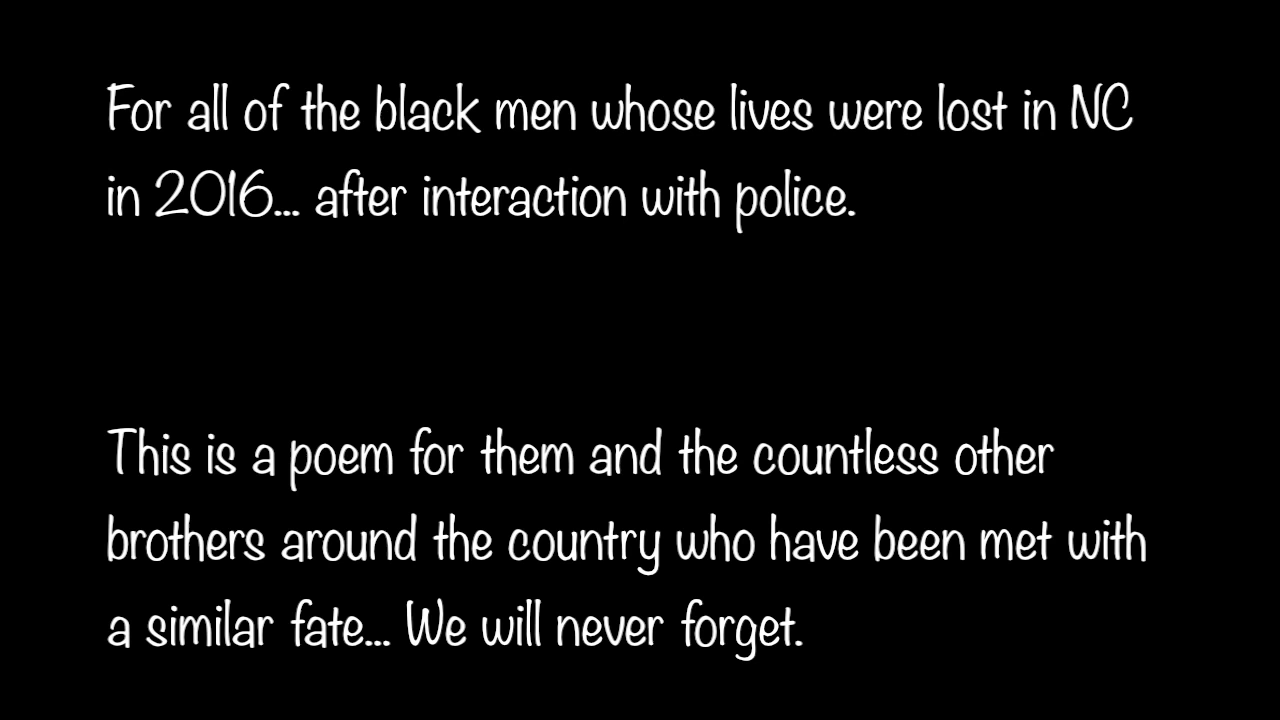 For all of the black men whose lives were lost in NC
in 2016... after interaction with police.
This is a poem for them and the countless other
brothers around the country who have been met with
a similar fate... We will never forget.